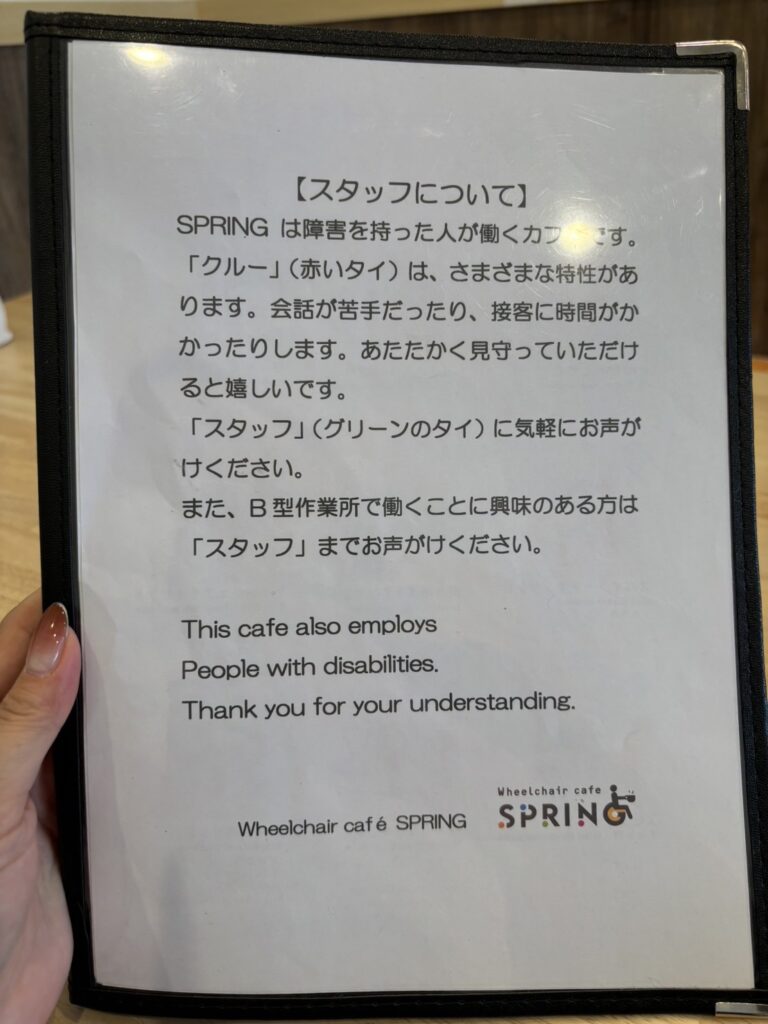 【スタッフについて】
SPRING は障害を持った人が働くカフェです。
「クルー」（赤いタイ）は、さまざまな特性があ
ります。会話が苦手だったり、接客に時間がか
かったりします。あたたかく見守っていただけ
ると嬉しいです。
「スタッフ」（グリーンのタイ）に気軽にお声が
けください。
また、B 型作業所で働くことに興味のある方は
「スタッフ」までお声がけください。
This cafe also employs
People with disabilities.
Thank you for your understanding.
Wheelchair cafe
SPRING
Wheelchair café SPRING